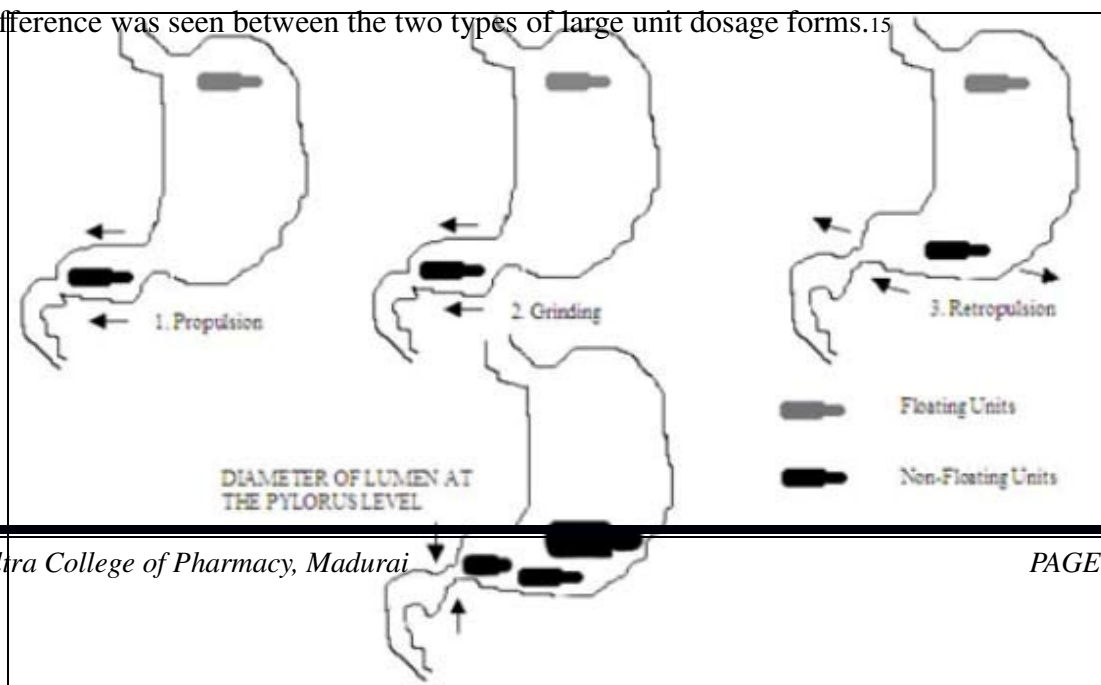 fference was seen between the two types of large unit dosage forms.15
1. Propulsion
2. Grinding
3. Retropulsion
Floating Units
DIAMETER OF LUMEN AT
THE PYLORUS LEVEL
Non-Floating Units
College of Pharmacy, Madurai
PAGE